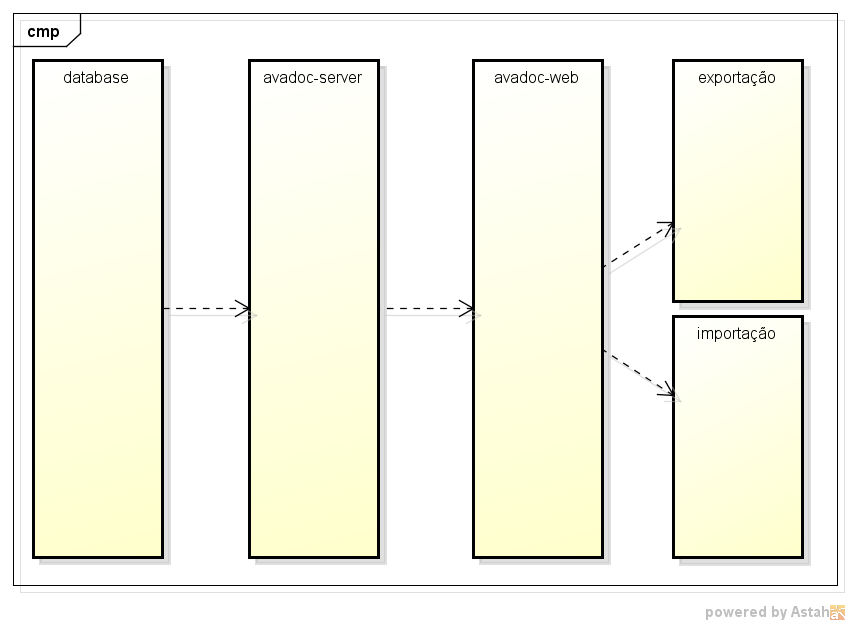 cmp
database
avadoc-server
avadoc-web
exportação
importação
powered by Astah